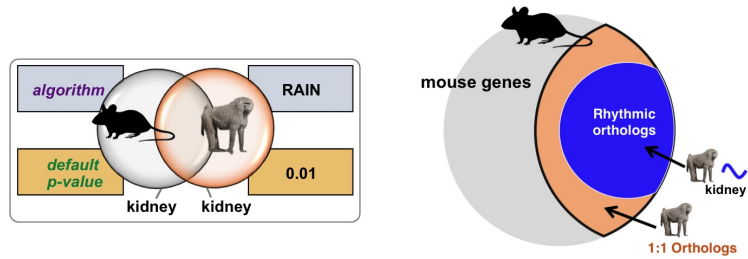 algorithm
RAIN
default
p-value
0.01
kidney
kidney
mouse genes
Rhythmic
orthologs
kidney
1:1 Orthologs